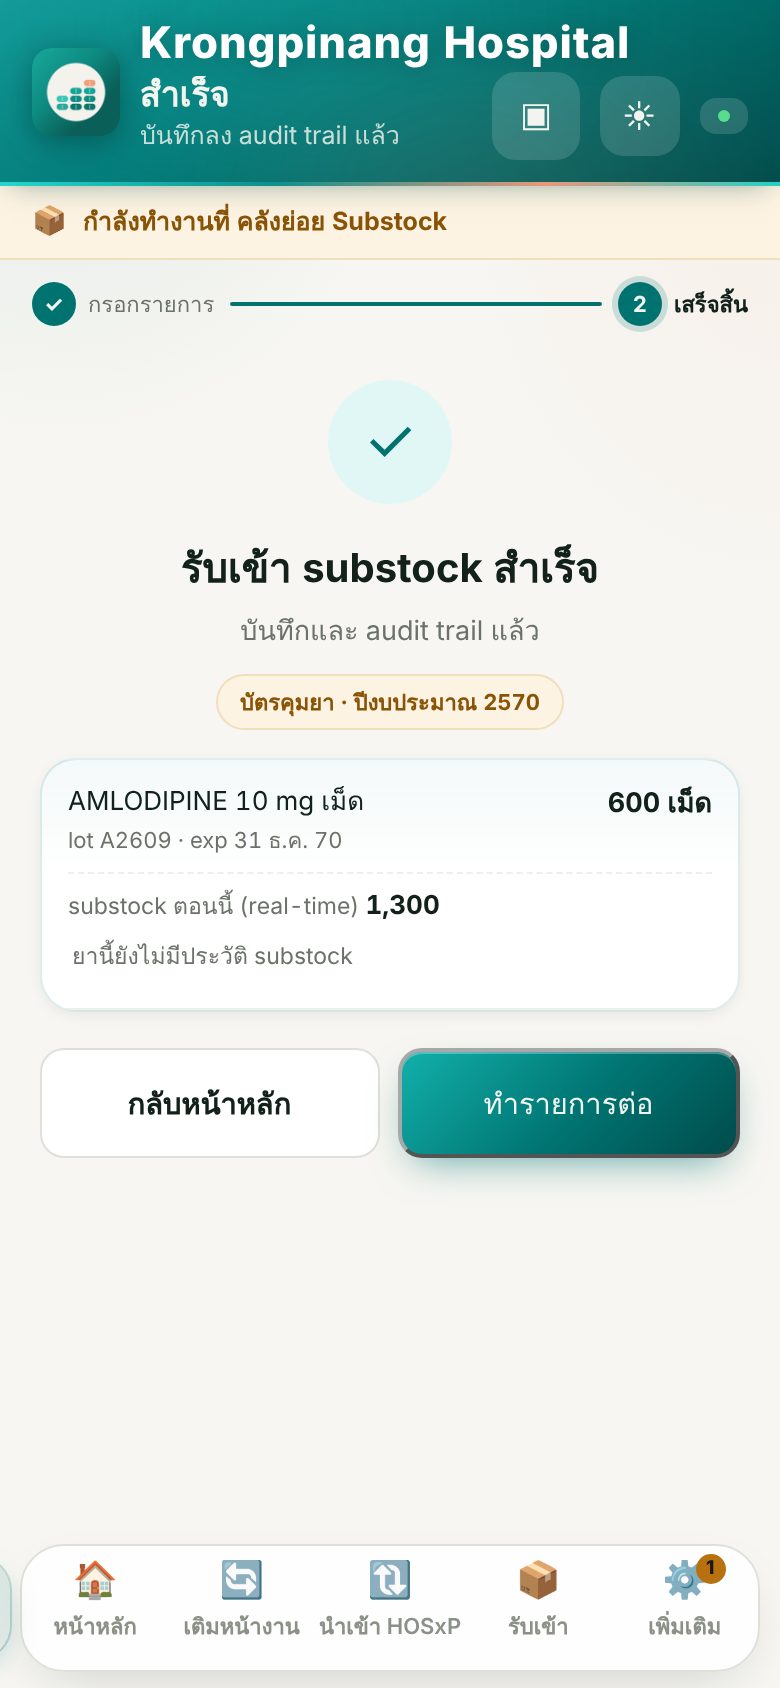 Krongpinang Hospital
สำเร็จ
บันทึกลง audit trail แล้ว
กำลังทำงานที่ คลังย่อย Substock
กรอกรายการ
2 เสร็จสิ้น
รับเข้า substock สำเร็จ
บันทึกและ audit trail แล้ว
บัตรคุมยา · ปีงบประมาณ 2570
AMLODIPINE 10 mg เม็ด 600 เม็ด
lot A2609 · exp 31 ธ.ค. 70
substock ตอนนี้ (real-time) 1,300
ยานี้ยังไม่มีประวัติ substock
กลับหน้าหลัก ทำรายการต่อ
1
หน้าหลัก เติมหน้างาน นำเข้า HOSxP รับเข้า เพิ่มเติม